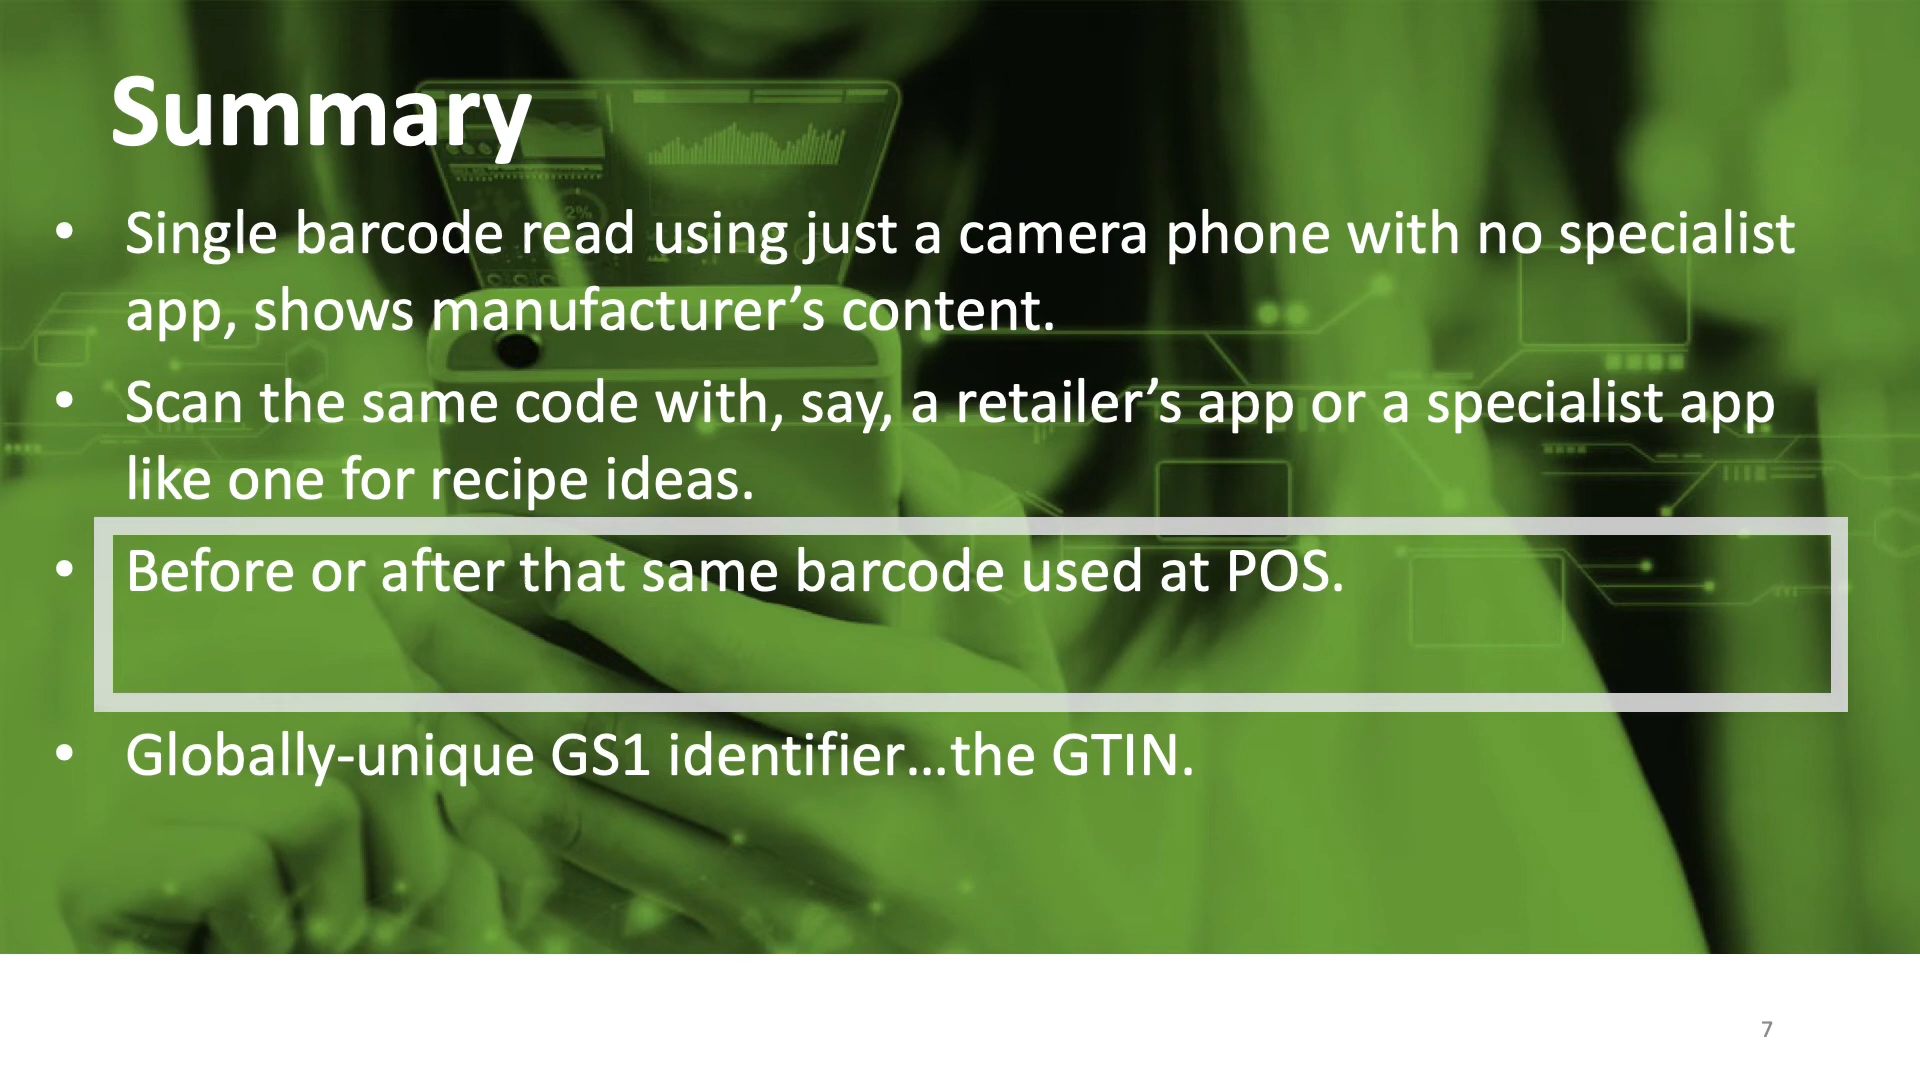 Summary
• Single barcode read using just a camera phone with no specialist
app, shows manufacturer’s content.
• Scan the same code with, say, a retailer’s app or a specialist app
like one for recipe ideas.
• Before or after that same barcode used at POS.
• Globally-unique GS1 identifier…the GTIN.
2%
7